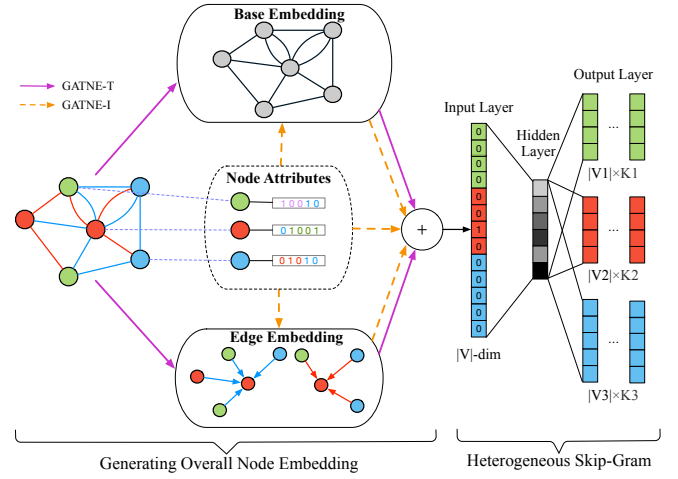 Base Embedding
GATNE-T
GATNE-I
Node Attributes
10010
01001
01010
Edge Embedding
+
Input Layer
0
0
0
0
0
0
1
0
0
0
0
0
0
|V|-dim
Hidden
Layer
Output Layer
...
|V1|×K1
...
|V2|×K2
...
|V3|×K3
Generating Overall Node Embedding
Heterogeneous Skip-Gram